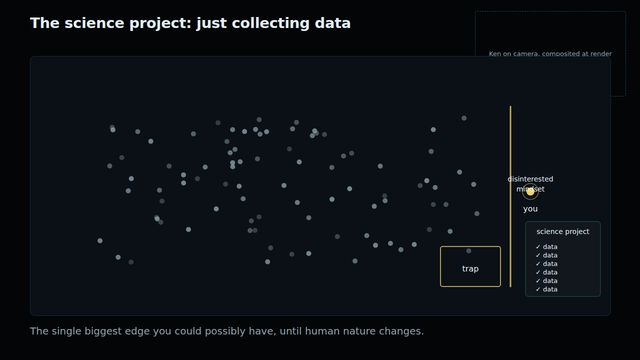 The science project: just collecting data
Ken on camera, composited at render
disinterested
mindset
you
science project
✓ data
✓ data
✓ data
✓ data
✓ data
✓ data
trap
The single biggest edge you could possibly have, until human nature changes.